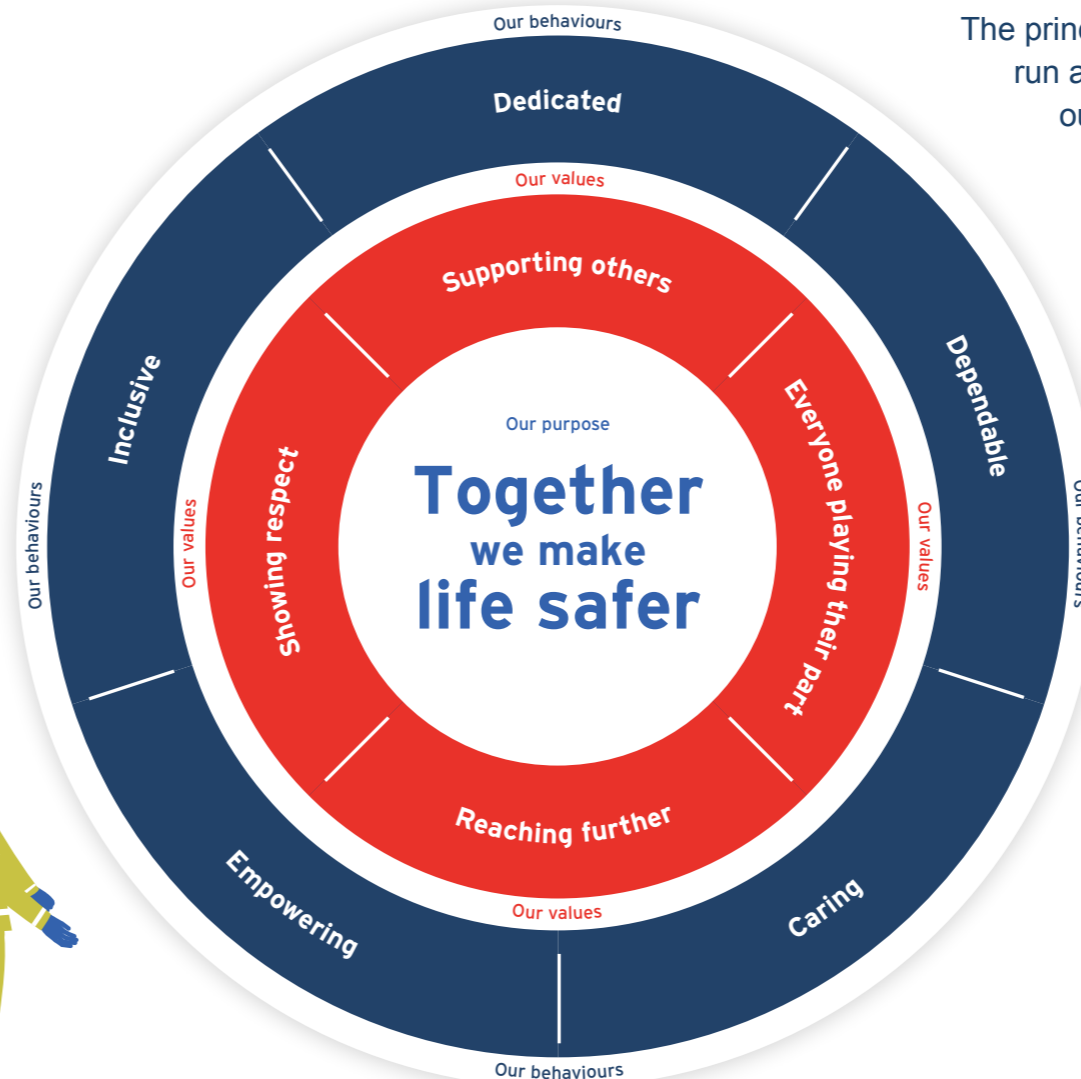 Our behaviours
The
run
Dedicated
Our values
Supporting others
Inclusive
Dependable
Our purpose
Together
we make
life safer
Showing respect
Everyone playing their part
Our behaviours
Our values
Our values
Our behaviours
Reaching further
Empowering
Caring
Our values
Our behaviours